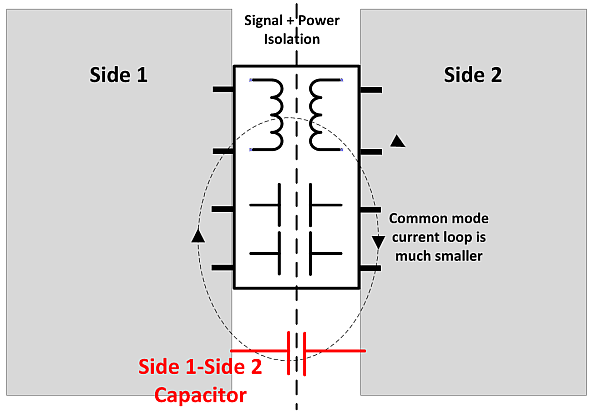 Signal + Power
Isolation
Side 1
Side 2
Common mode
current loop is
much smaller
Side 1-Side 2
Capacitor